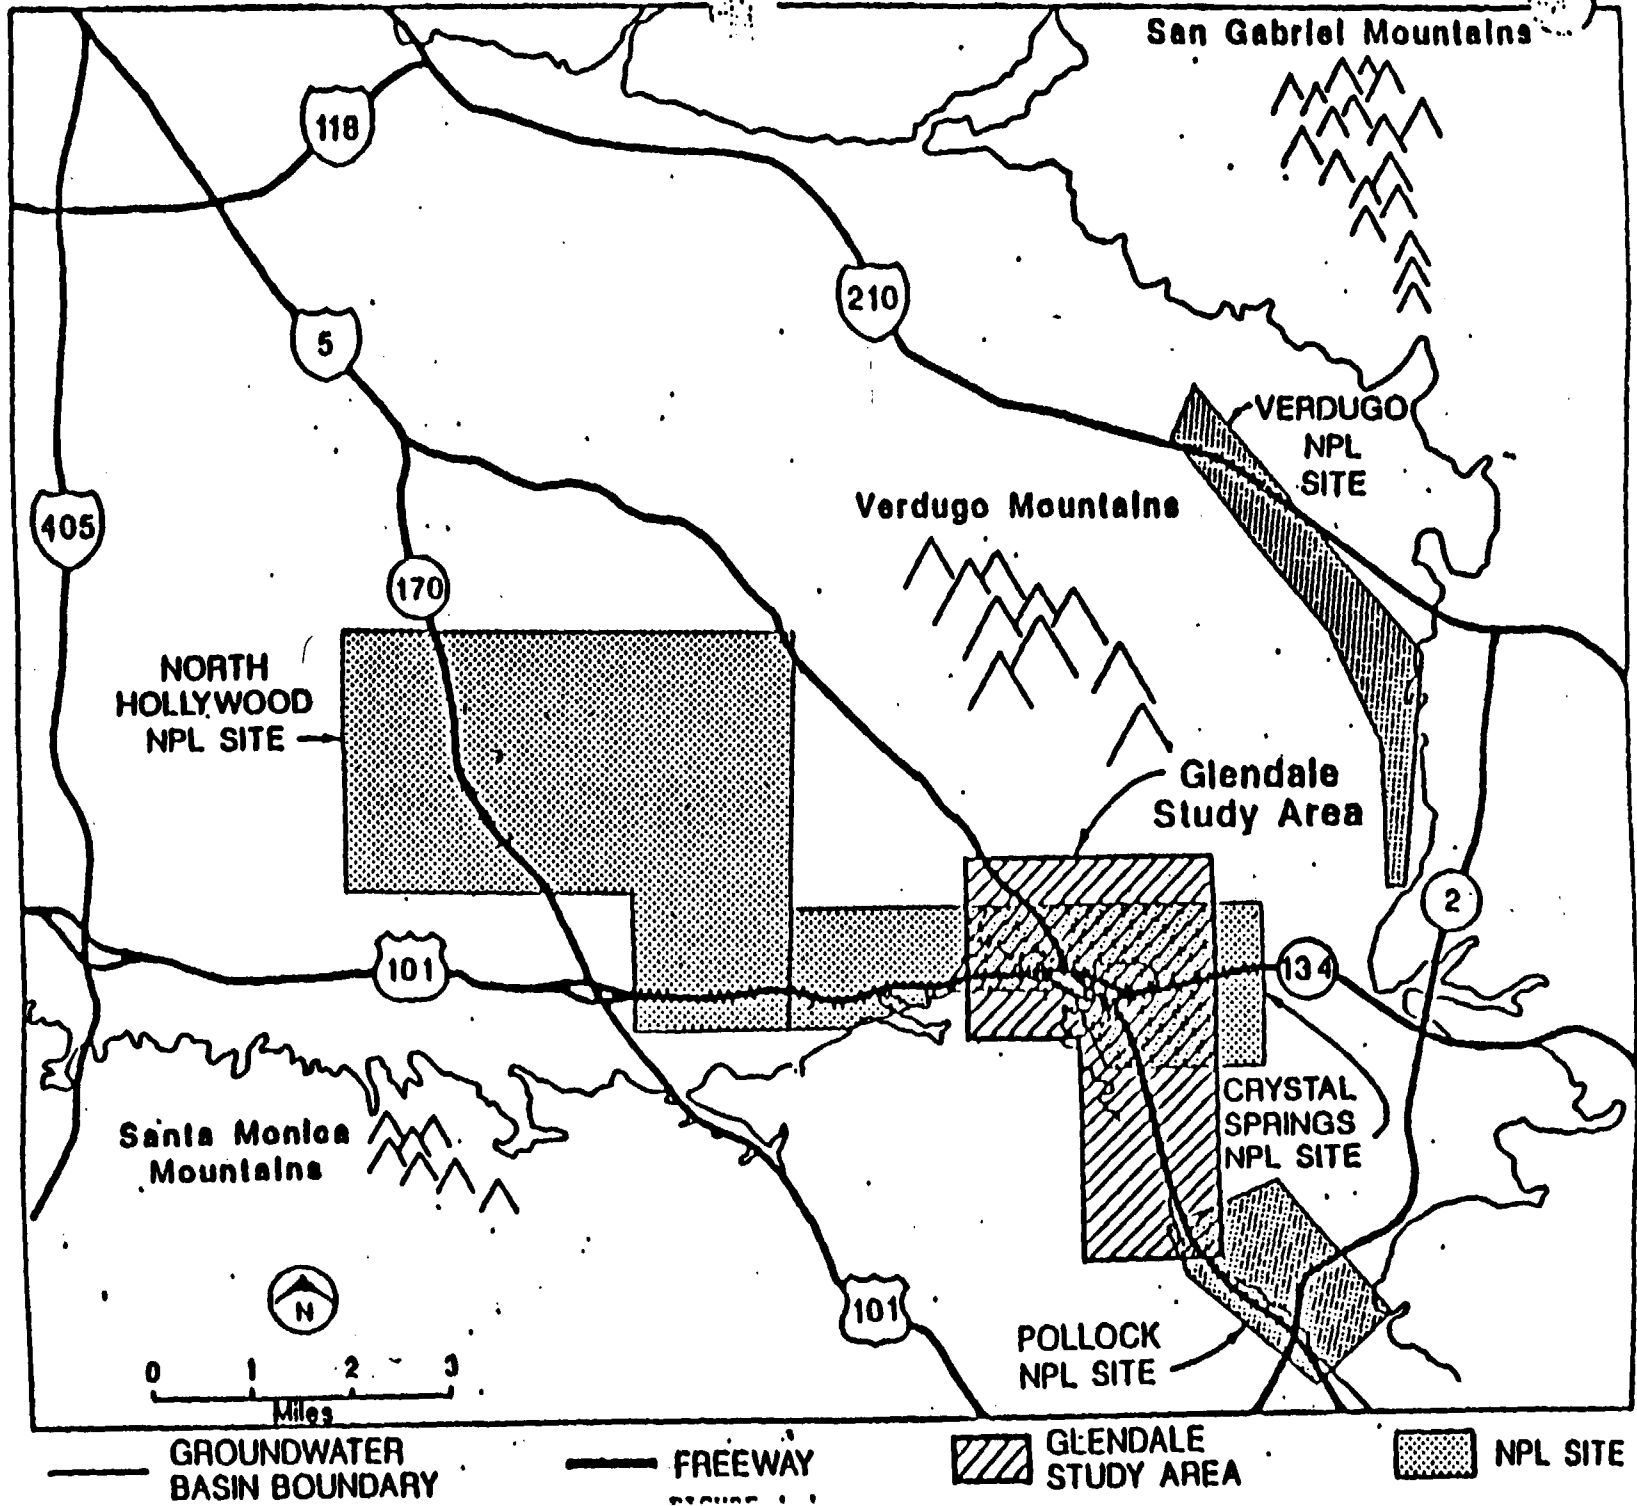 San Gabriel Mountains
118
210
5
VERDUGO
NPL
SITE
Verdugo Mountains
405
170
NORTH
HOLLYWOOD
NPL SITE
Glendale
Study Area
2
101
134
CRYSTAL
SPRINGS
NPL SITE
Santa Monica
Mountains
N
101
POLLOCK
NPL SITE
0 1 2 3
Miles
GROUNDWATER
BASIN BOUNDARY
FREEWAY
GLENDALE
STUDY AREA
NPL SITE